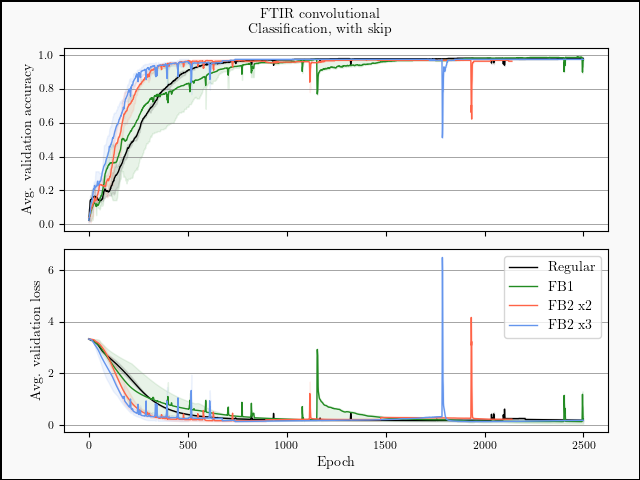 FTIR convolutional
Classification, with skip
Avg. validation accuracy
1.0
0.8
0.6
0.4
0.2
0.0
Avg. validation loss
6
4
2
0
Regular
FB1
FB2 x2
FB2 x3
0
500
1000
1500
2000
2500
Epoch